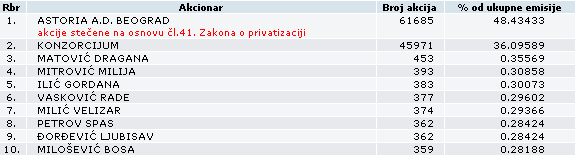 Rbr Akcionar Broj akcija % od ukupne emisije
1. ASTORIA A.D. BEOGRAD 61685 48.43433
akcije stečene na osnovu čl.41. Zakona o privatizaciji
2. KONZORCIJUM 45971 36.09589
3. MATOVIĆ DRAGANA 453 0.35569
4. MITROVIĆ MILIJA 393 0.30858
5. ILIĆ GORDANA 383 0.30073
6. VASKOVIĆ RADE 377 0.29602
7. MILIĆ VELIZAR 374 0.29366
8. PETROV SPAS 362 0.28424
9. ĐORĐEVIĆ LJUBISAV 362 0.28424
10. MILOŠEVIĆ BOSA 359 0.28188